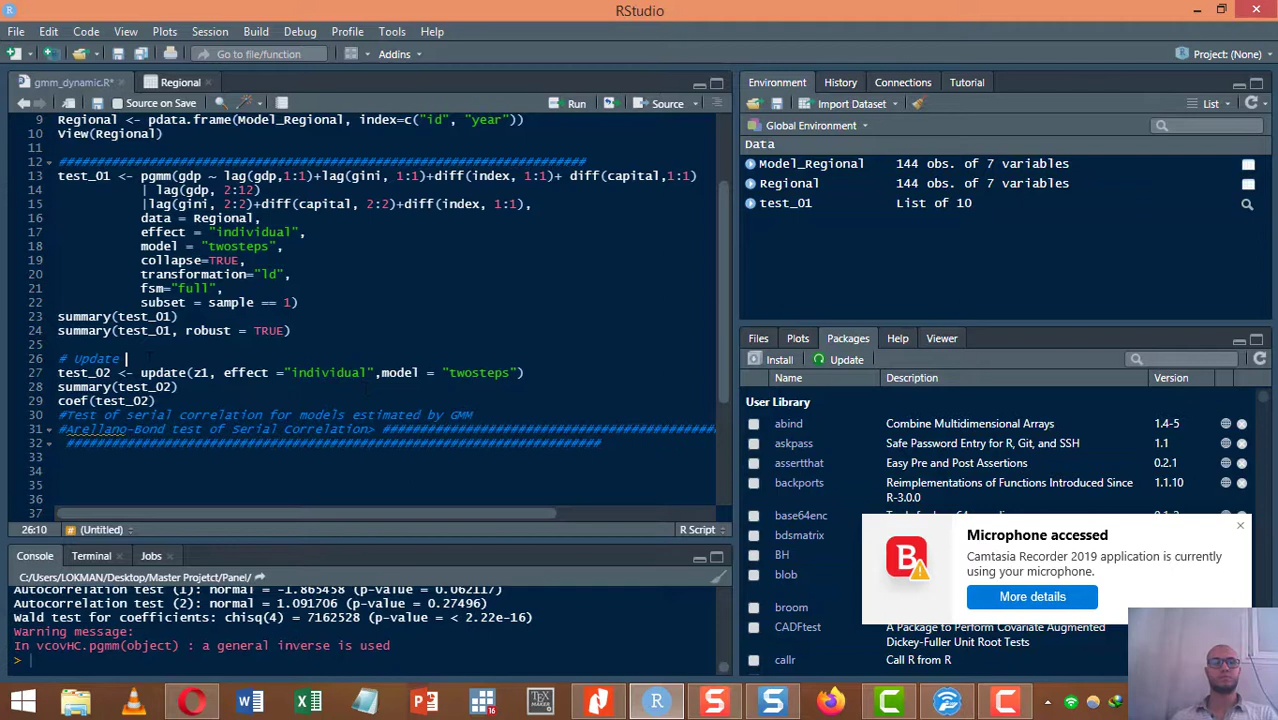 RStudio
File Edit Code View Plots Session Build Debug Profile Tools Help
Go to file/function Addins Project: (None)
gmm_dynamic.R* Regional
Source on Save Run Source
9 Regional <- pdata.frame(Model_Regional, index=c("id", "year"))
10 View(Regional)
11
12 ######################################################################
13 test_01 <- pgmm(gdp ~ lag(gdp,1:1)+lag(gini, 1:1)+diff(index, 1:1)+ diff(capital,1:1)
14 | lag(gdp, 2:12)
15 |lag(gini, 2:2)+diff(capital, 2:2)+diff(index, 1:1),
16 data = Regional,
17 effect = "individual",
18 model = "twosteps",
19 collapse=TRUE,
20 transformation="ld",
21 fsm="full",
22 subset = sample == 1)
23 summary(test_01)
24 summary(test_01, robust = TRUE)
25
26 # Update
27 test_02 <- update(z1, effect ="individual",model = "twosteps")
28 summary(test_02)
29 coef(test_02)
30 #Test of serial correlation for models estimated by GMM
31 #Arellano-Bond test of Serial Correlation> ############################################
32 ######################################################################
33
34
35
36
37
26:10 # (Untitled) R Script
Console Terminal Jobs
C:/Users/LOKMAN/Desktop/Master Projetct/Panel/
Autocorrelation test (1): normal = -1.865458 (p-value = 0.062117)
Autocorrelation test (2): normal = 1.091706 (p-value = 0.27496)
Wald test for coefficients: chisq(4) = 7162528 (p-value = < 2.22e-16)
Warning message:
In vcovHC.pgmm(object) : a general inverse is used
>
Environment History Connections Tutorial
Import Dataset List
Global Environment
Data
Model_Regional 144 obs. of 7 variables
Regional 144 obs. of 7 variables
test_01 List of 10
Files Plots Packages Help Viewer
Install Update
Name Description Version
User Library
abind Combine Multidimensional Arrays 1.4-5
askpass Safe Password Entry for R, Git, and SSH 1.1
assertthat Easy Pre and Post Assertions 0.2.1
backports Reimplementations of Functions Introduced Since R-3.0.0 1.1.10
base64enc
bdsmatrix
BH
blob
broom
CADFtest A Package to Perform Covariate Augmented Dickey-Fuller Unit Root Tests
callr Call R from R
Microphone accessed
Camtasia Recorder 2019 application is currently
using your microphone.
More details